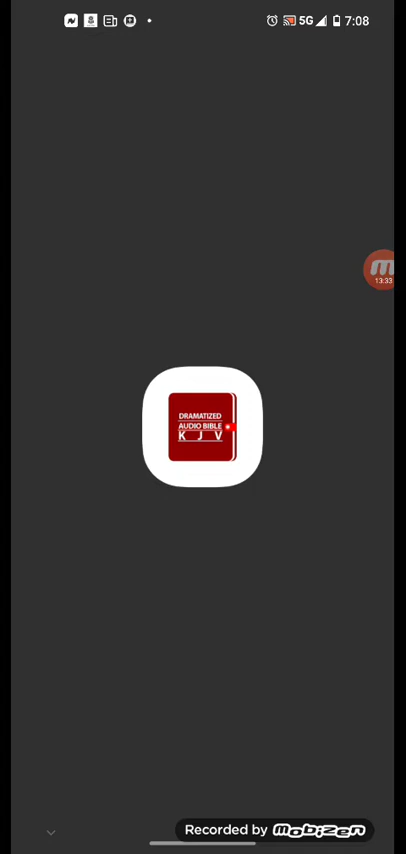 5G 7:08
13:33
DRAMATIZED
AUDIO BIBLE
K J V
Recorded by mobizen